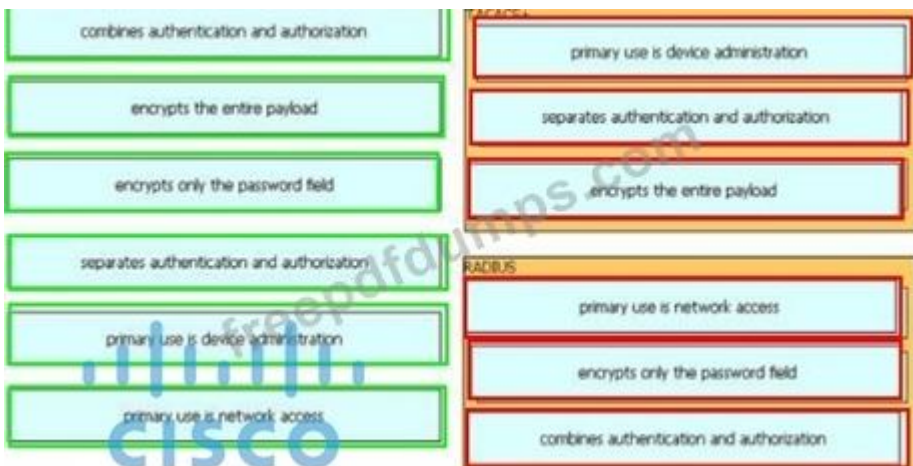 combines authentication and authorization
encrypts the entire payload
encrypts only the password field
separates authentication and authorization
primary use is device administration
primary use is network access
TACACS+
primary use is device administration
separates authentication and authorization
encrypts the entire payload
RADIUS
primary use is network access
encrypts only the password field
combines authentication and authorization
freepdfdumps.com
CISCO